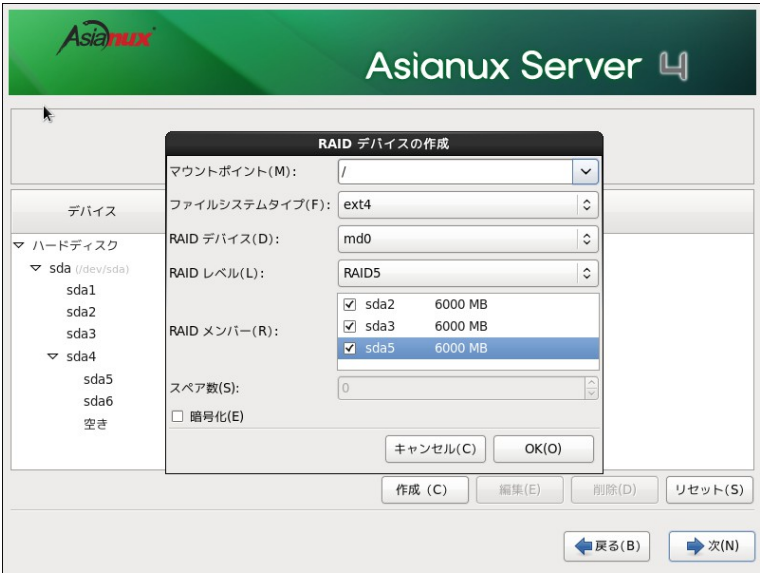 Asianux
Asianux Server 4
RAID デバイスの作成
マウントポイント(M): /
ファイルシステムタイプ(F): ext4
RAID デバイス(D): md0
RAID レベル(L): RAID5
RAID メンバー(R):
sda2 6000 MB
sda3 6000 MB
sda5 6000 MB
スペア数(S): 0
暗号化(E)
キャンセル(C) OK(O)
デバイス
ハードディスク
sda (/dev/sda)
sda1
sda2
sda3
sda4
sda5
sda6
空き
作成 (C) 編集(E) 削除(D) リセット(S)
戻る(B) 次(N)